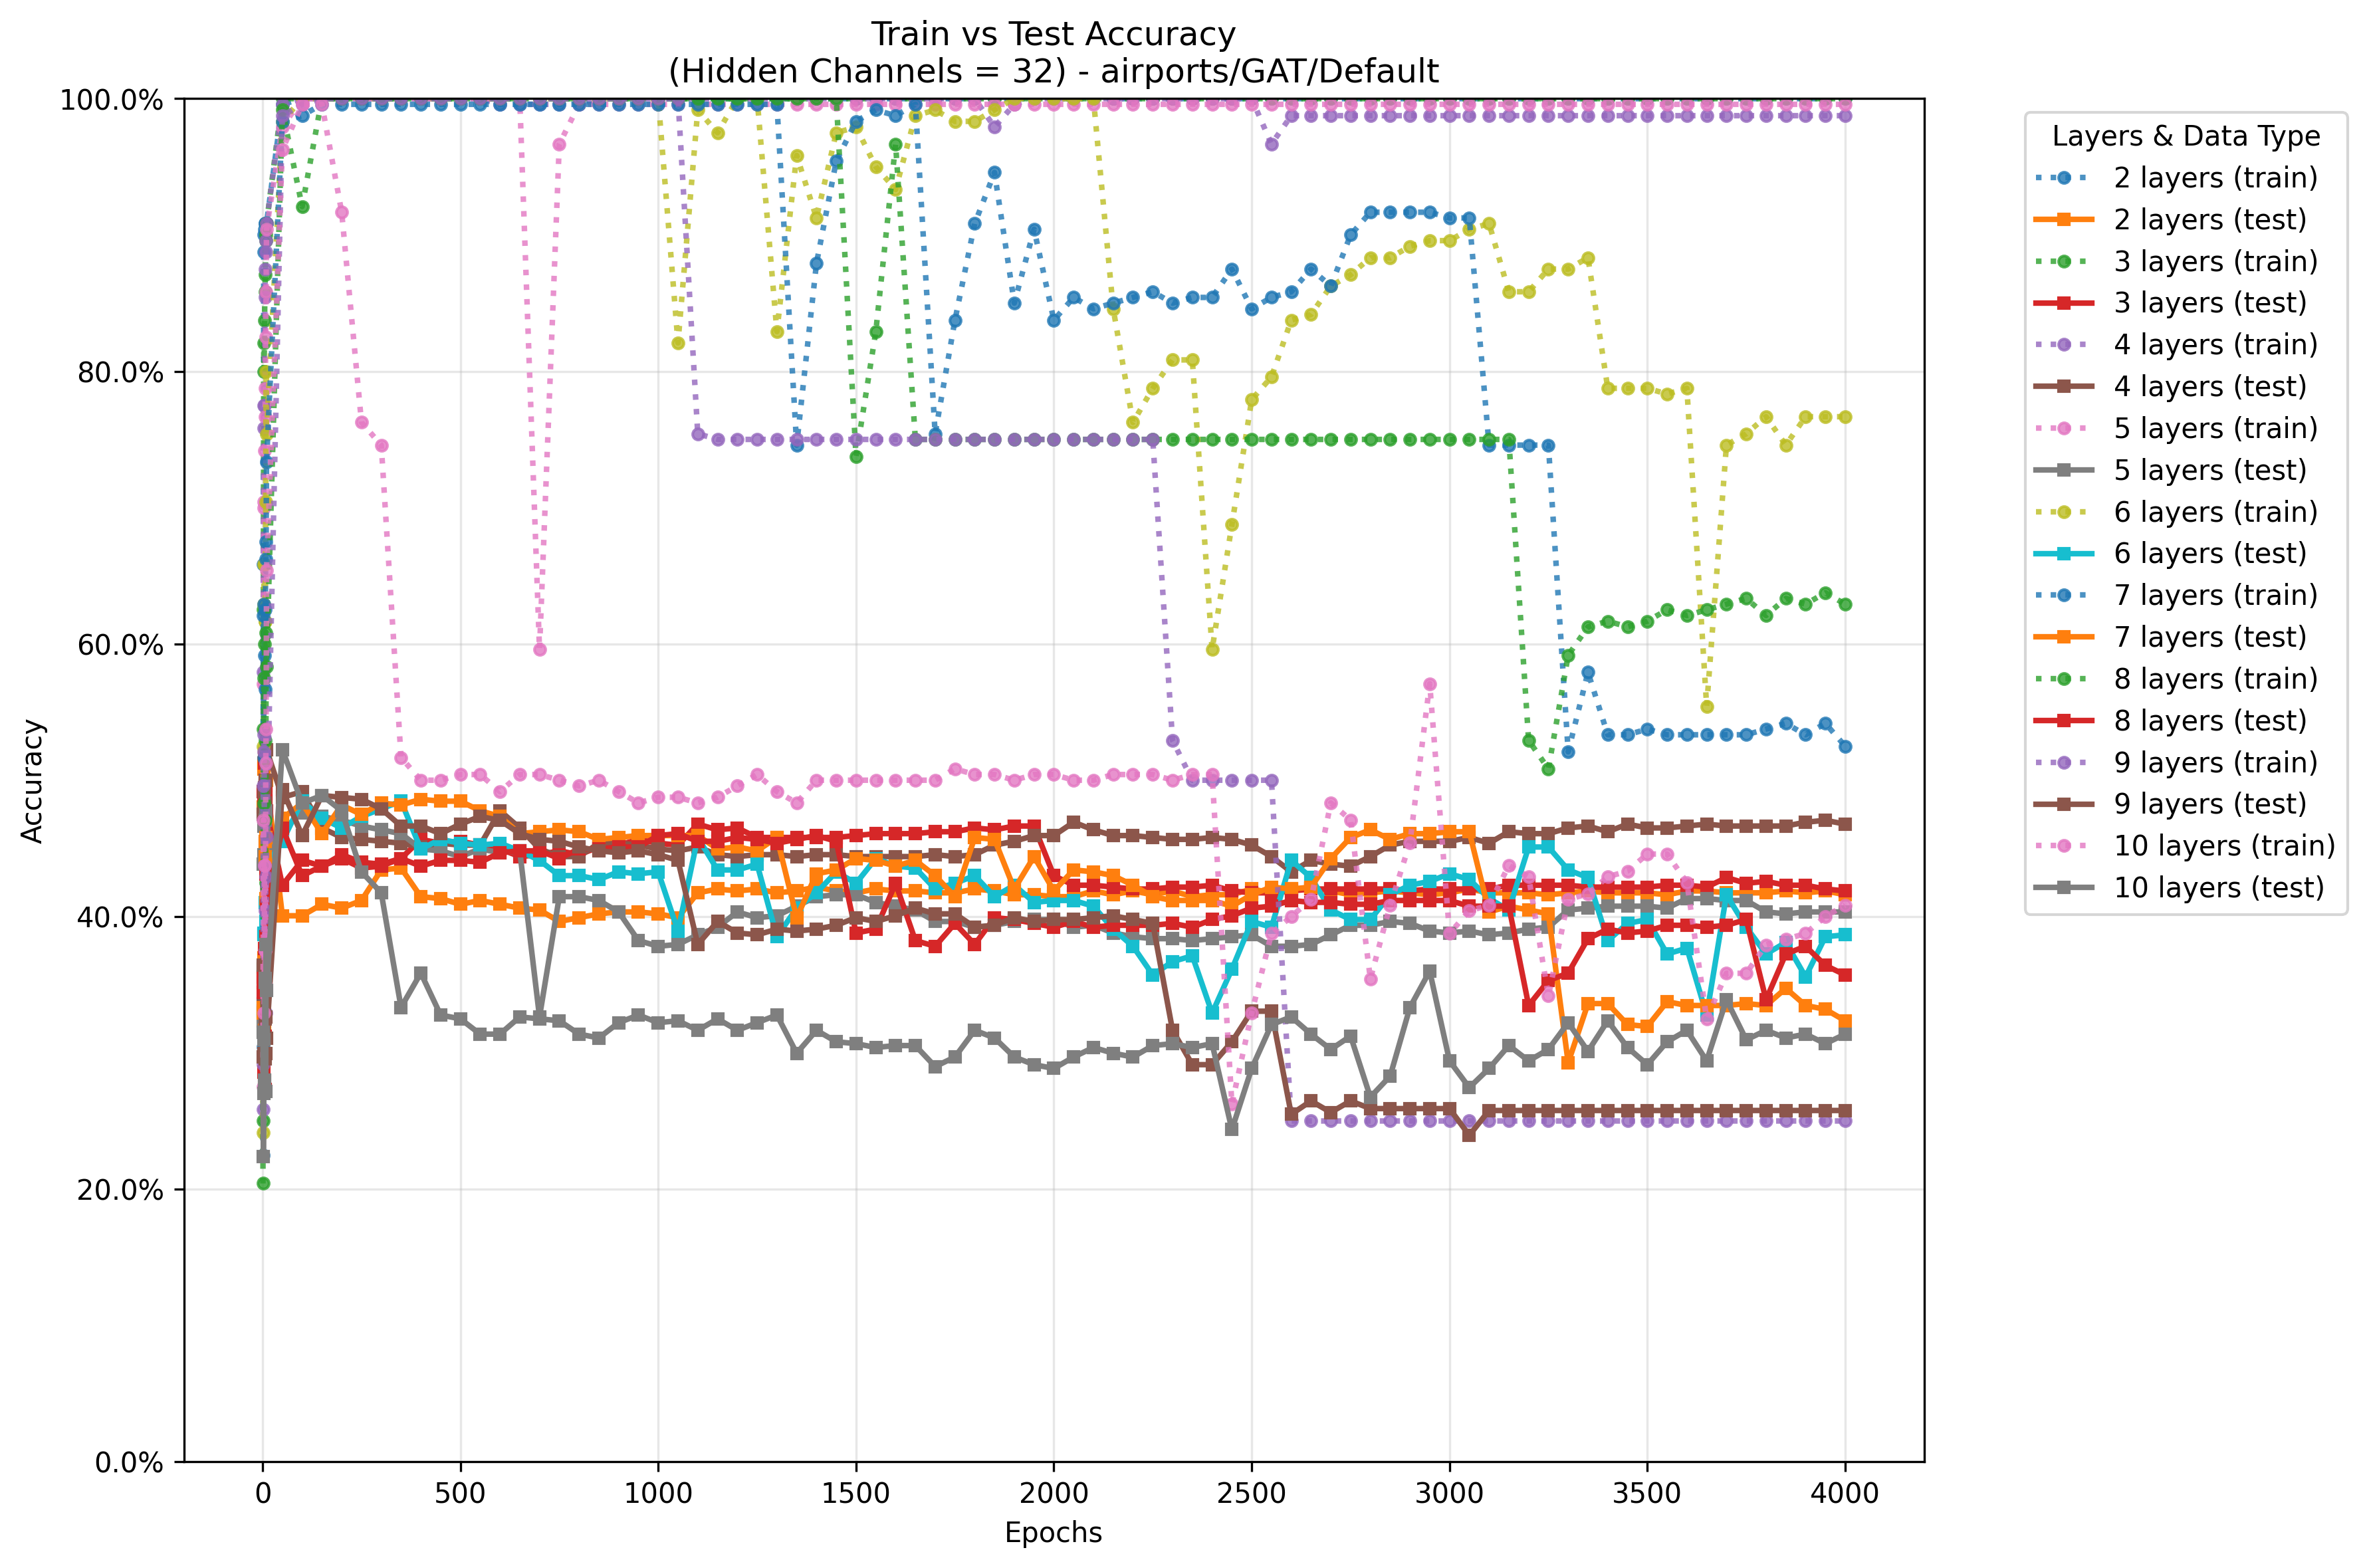 Train vs Test Accuracy
(Hidden Channels = 32) - airports/GAT/Default
100.0%
80.0%
60.0%
40.0%
20.0%
0.0%
Accuracy
0
500
1000
1500
2000
2500
3000
3500
4000
Epochs
Layers & Data Type
2 layers (train)
2 layers (test)
3 layers (train)
3 layers (test)
4 layers (train)
4 layers (test)
5 layers (train)
5 layers (test)
6 layers (train)
6 layers (test)
7 layers (train)
7 layers (test)
8 layers (train)
8 layers (test)
9 layers (train)
9 layers (test)
10 layers (train)
10 layers (test)